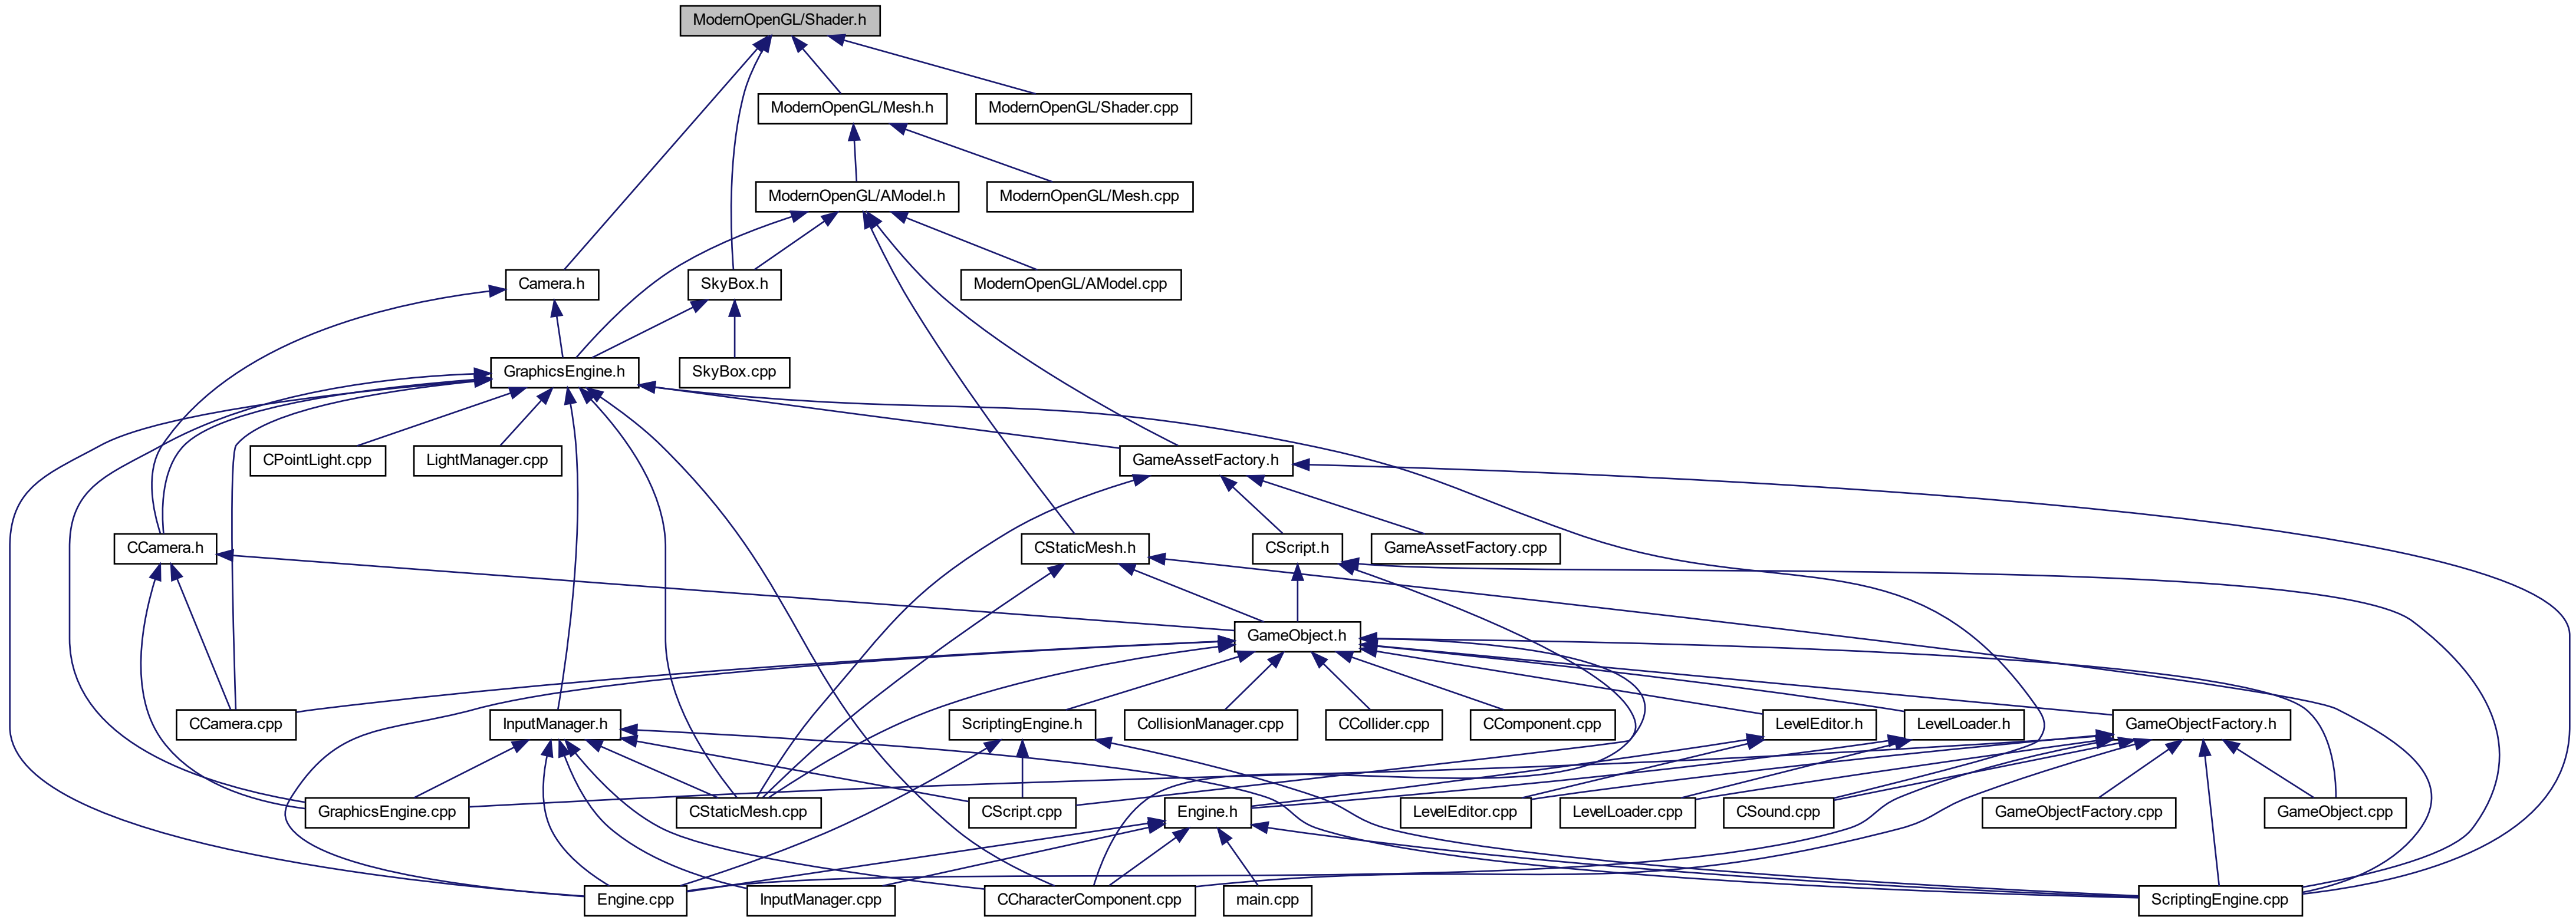 ModernOpenGL/Shader.h
ModernOpenGL/Mesh.h
ModernOpenGL/Shader.cpp
ModernOpenGL/AModel.h
ModernOpenGL/Mesh.cpp
Camera.h
SkyBox.h
ModernOpenGL/AModel.cpp
GraphicsEngine.h
SkyBox.cpp
CPointLight.cpp
LightManager.cpp
GameAssetFactory.h
CCamera.h
CStaticMesh.h
CScript.h
GameAssetFactory.cpp
GameObject.h
CCamera.cpp
InputManager.h
ScriptingEngine.h
CollisionManager.cpp
CCollider.cpp
CComponent.cpp
LevelEditor.h
LevelLoader.h
GameObjectFactory.h
GraphicsEngine.cpp
CStaticMesh.cpp
CScript.cpp
Engine.h
LevelEditor.cpp
LevelLoader.cpp
CSound.cpp
GameObjectFactory.cpp
GameObject.cpp
Engine.cpp
InputManager.cpp
CCharacterComponent.cpp
main.cpp
ScriptingEngine.cpp